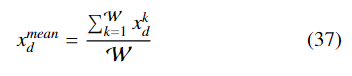 x_d^{mean} = \frac{\sum_{k=1}^{\mathcal{W}} x_d^k}{\mathcal{W}} (37)